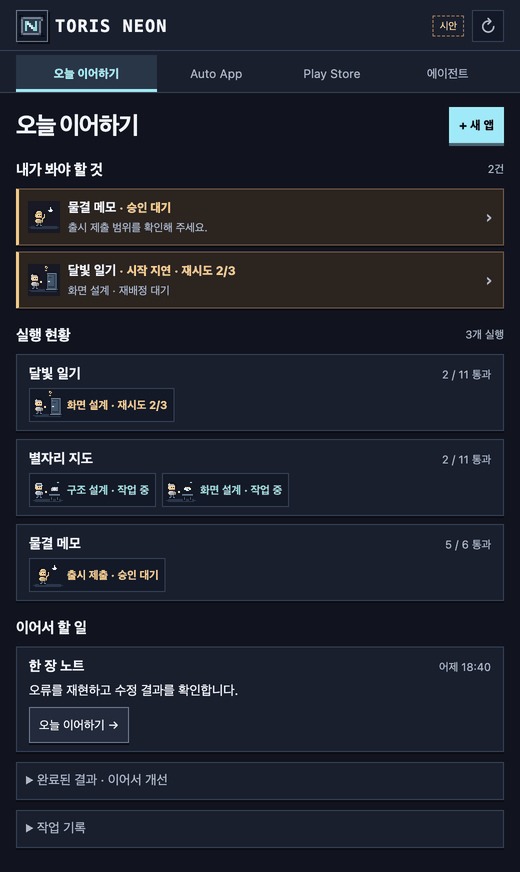 TORIS NEON
시안
오늘 이어하기
Auto App
Play Store
에이전트
오늘 이어하기
+ 새 앱
내가 봐야 할 것
2건
물결 메모 · 승인 대기
출시 제출 범위를 확인해 주세요.
달빛 일기 · 시작 지연 · 재시도 2/3
화면 설계 · 재배정 대기
실행 현황
3개 실행
달빛 일기
2 / 11 통과
화면 설계 · 재시도 2/3
별자리 지도
2 / 11 통과
구조 설계 · 작업 중
화면 설계 · 작업 중
물결 메모
5 / 6 통과
출시 제출 · 승인 대기
이어서 할 일
한 장 노트
어제 18:40
오류를 재현하고 수정 결과를 확인합니다.
오늘 이어하기 →
▶ 완료된 결과 · 이어서 개선
▶ 작업 기록